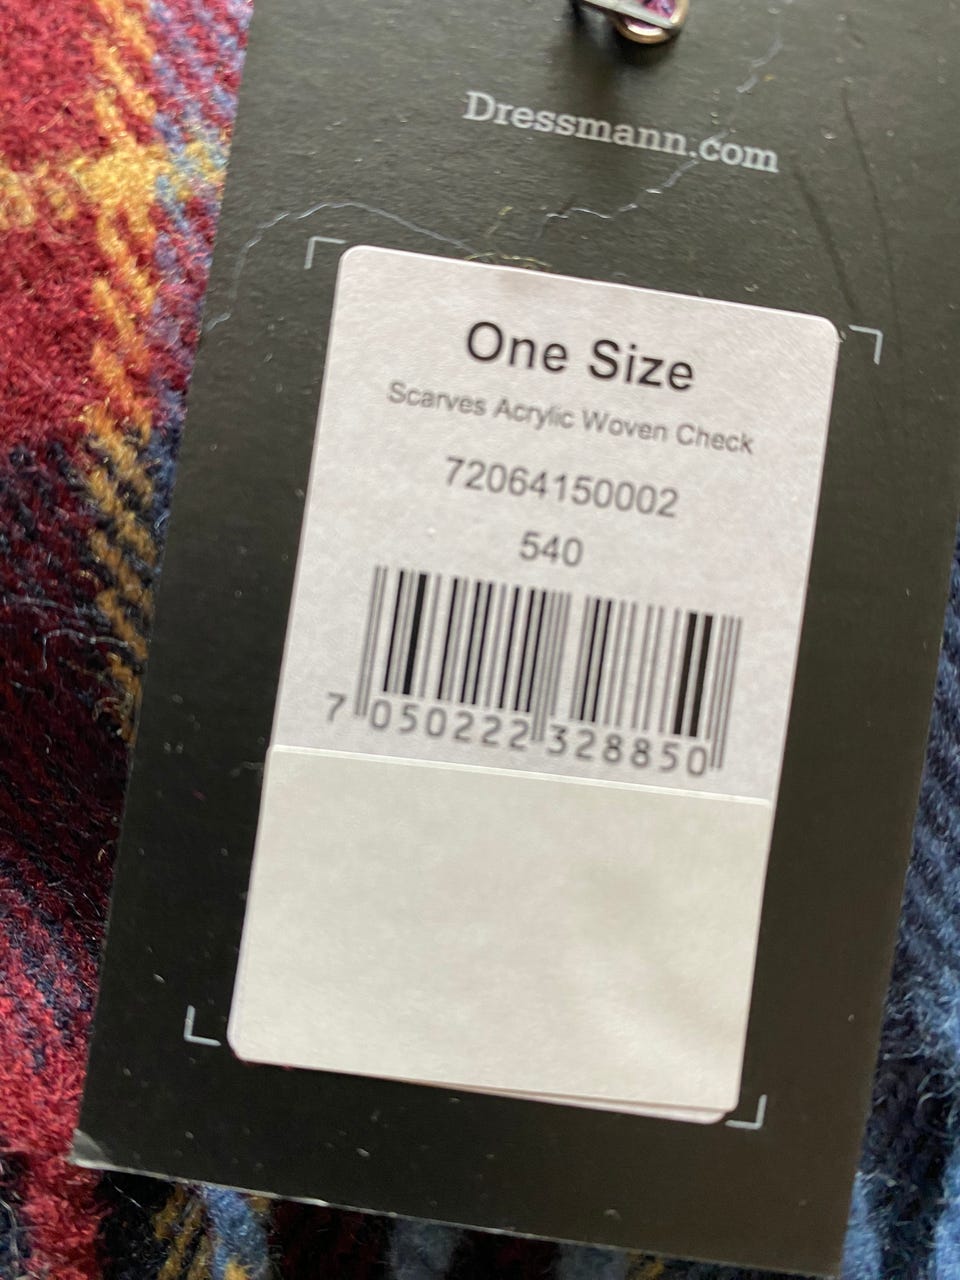 Dressmann.com
One Size
Scarves Acrylic Woven Check
72064150002
540
7 050222 328850